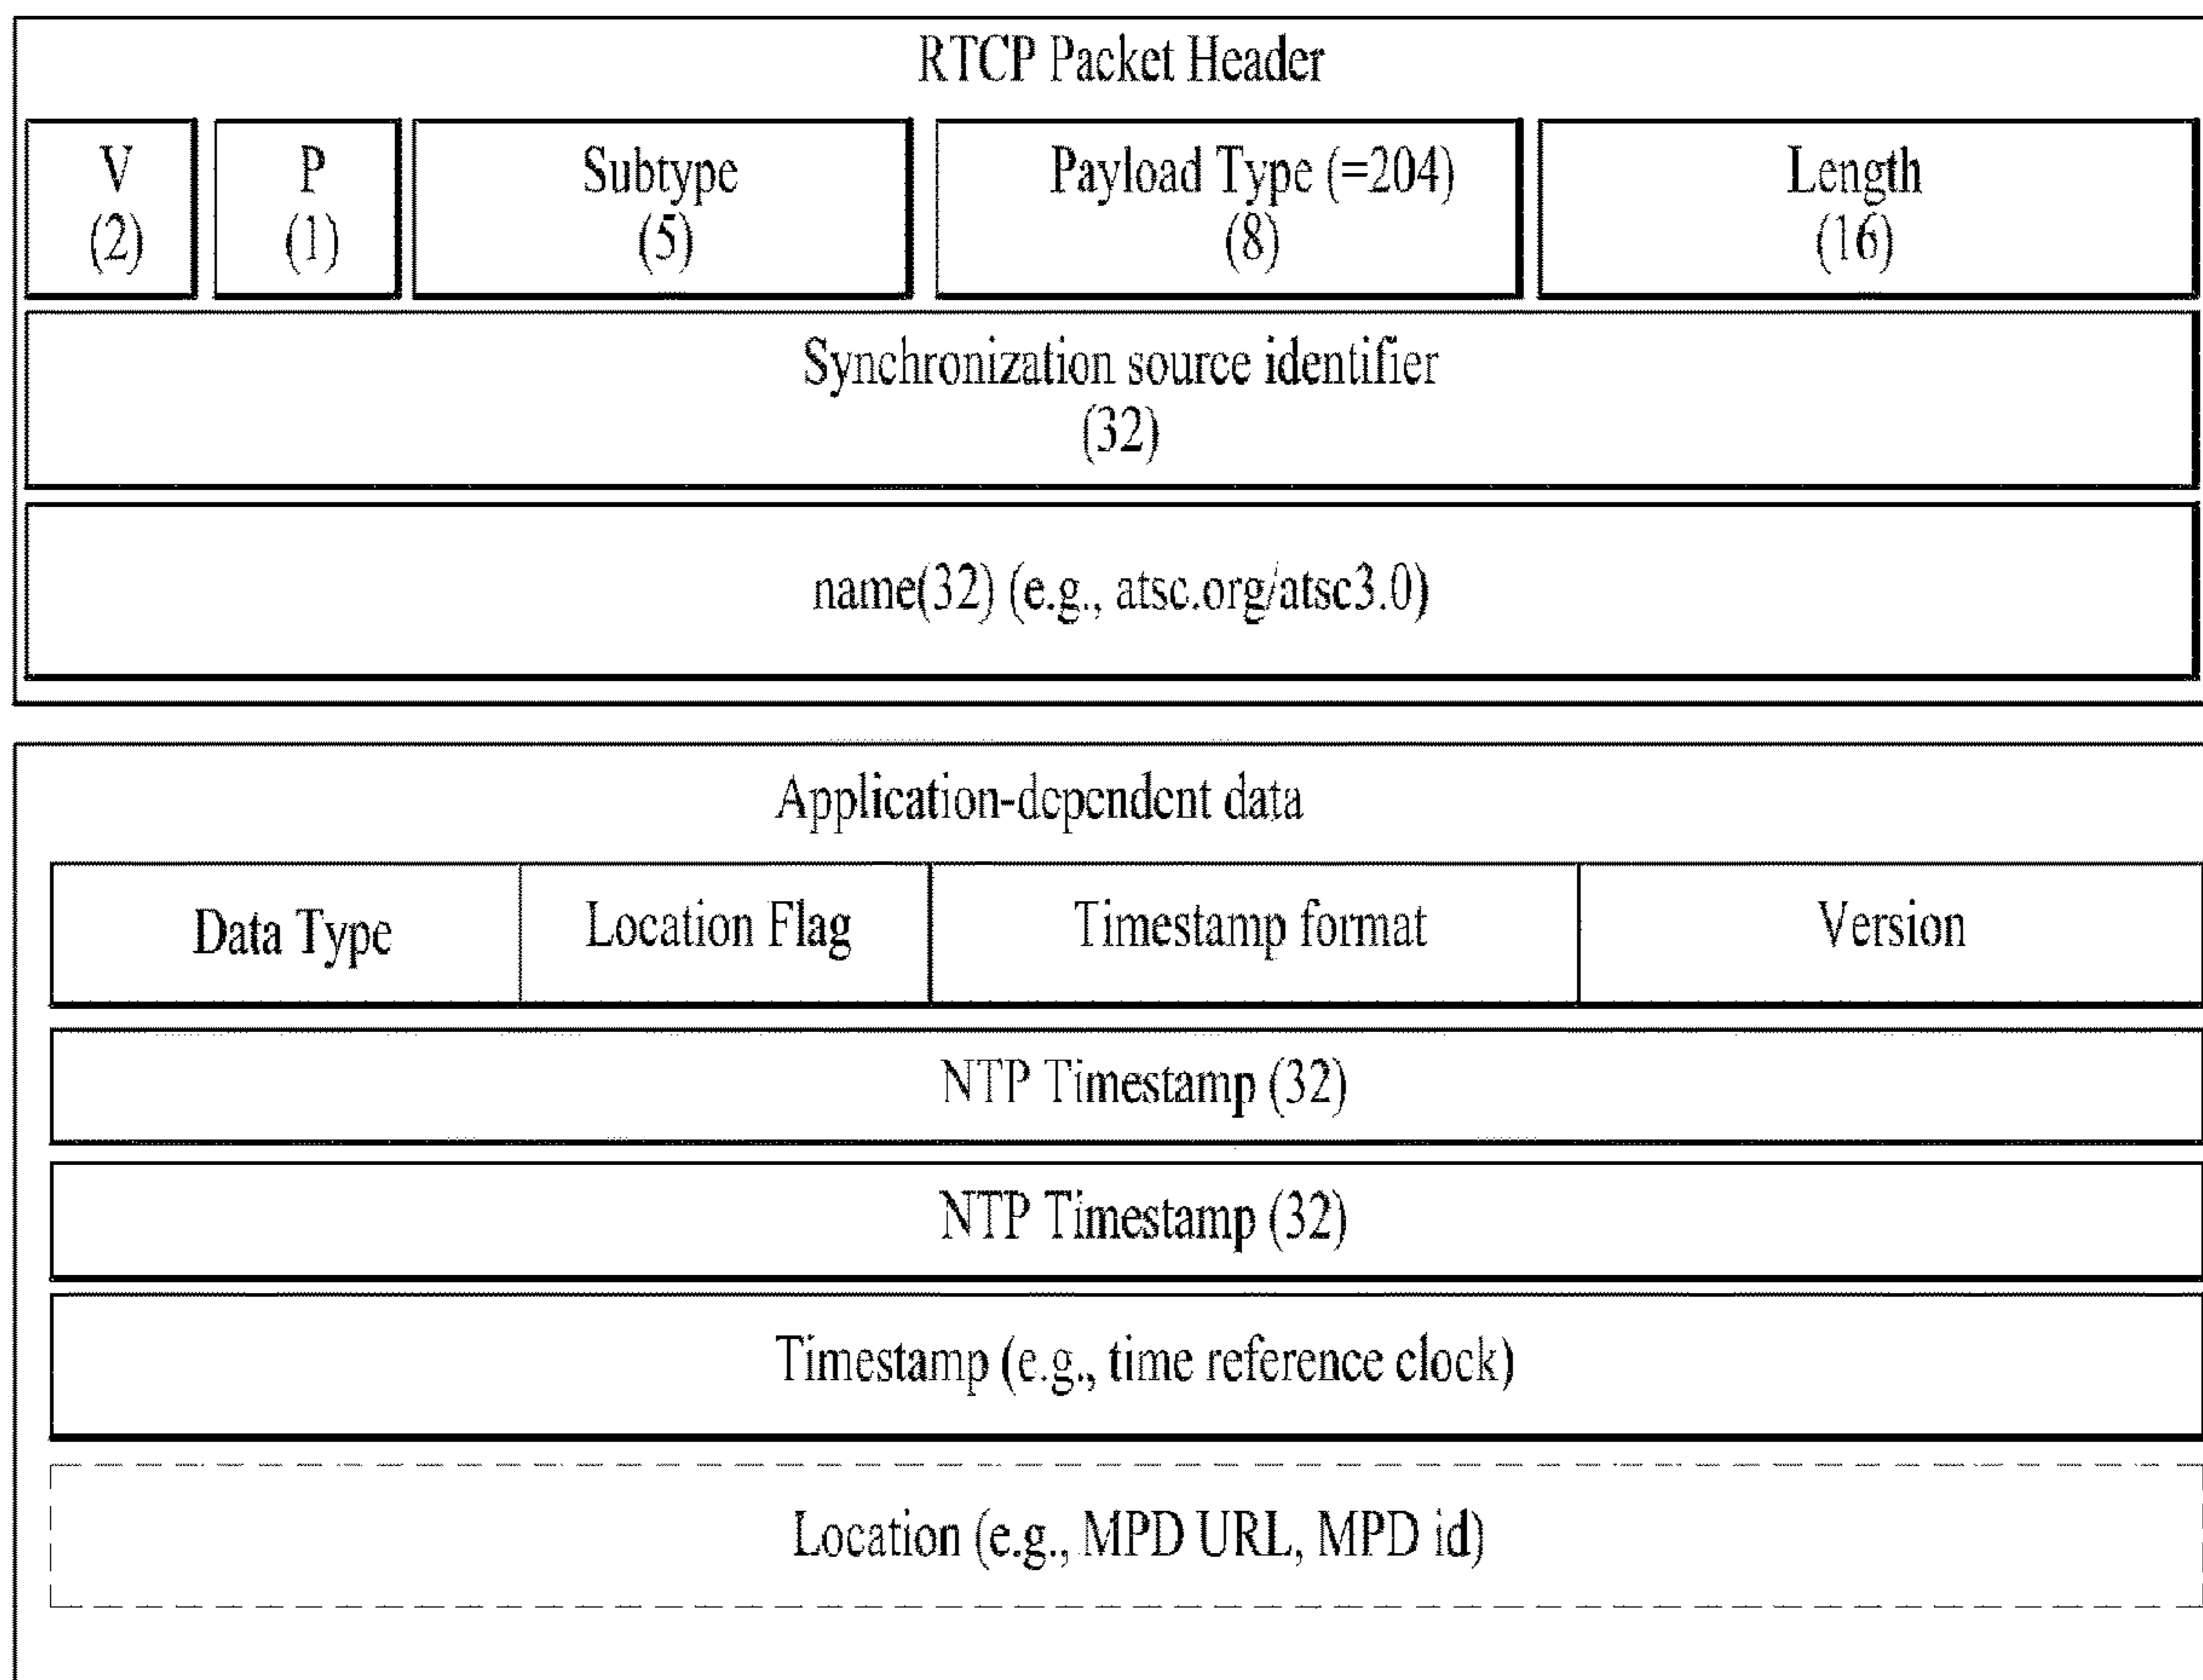 RTCP Packet Header
V P Subtype Payload Type (=204) Length
(2) (1) (5) (8) (16)
Synchronization source identifier
(32)
name(32) (e.g., atsc.org/atsc3.0)
Application-dependent data
Data Type Location Flag Timestamp format Version
NTP Timestamp (32)
NTP Timestamp (32)
Timestamp (e.g., time reference clock)
Location (e.g., MPD URL, MPD id)